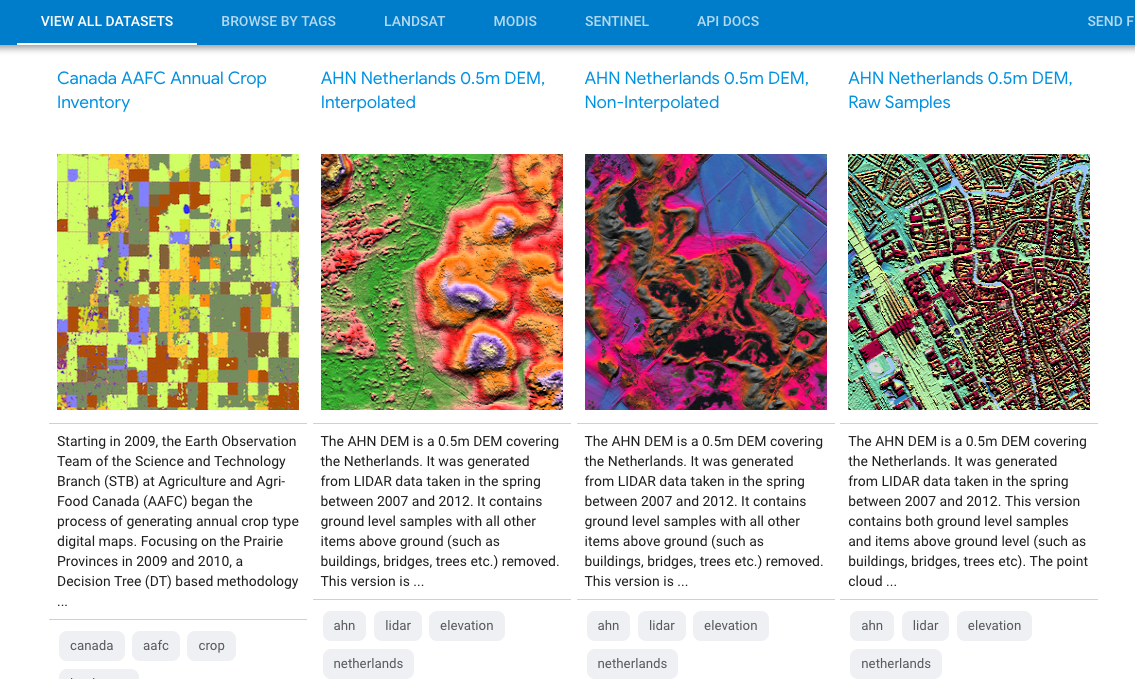 VIEW ALL DATASETS BROWSE BY TAGS LANDSAT MODIS SENTINEL API DOCS SEND F
Canada AAFC Annual Crop
Inventory
AHN Netherlands 0.5m DEM,
Interpolated
AHN Netherlands 0.5m DEM,
Non-Interpolated
AHN Netherlands 0.5m DEM,
Raw Samples
Starting in 2009, the Earth Observation
Team of the Science and Technology
Branch (STB) at Agriculture and Agri-
Food Canada (AAFC) began the
process of generating annual crop type
digital maps. Focusing on the Prairie
Provinces in 2009 and 2010, a
Decision Tree (DT) based methodology
...
canada aafc crop
The AHN DEM is a 0.5m DEM covering
the Netherlands. It was generated
from LIDAR data taken in the spring
between 2007 and 2012. It contains
ground level samples with all other
items above ground (such as
buildings, bridges, trees etc.) removed.
This version is ...
ahn lidar elevation
netherlands
The AHN DEM is a 0.5m DEM covering
the Netherlands. It was generated
from LIDAR data taken in the spring
between 2007 and 2012. It contains
ground level samples with all other
items above ground (such as
buildings, bridges, trees etc.) removed.
This version is ...
ahn lidar elevation
netherlands
The AHN DEM is a 0.5m DEM covering
the Netherlands. It was generated
from LIDAR data taken in the spring
between 2007 and 2012. This version
contains both ground level samples
and items above ground level (such as
buildings, bridges, trees etc). The point
cloud ...
ahn lidar elevation
netherlands